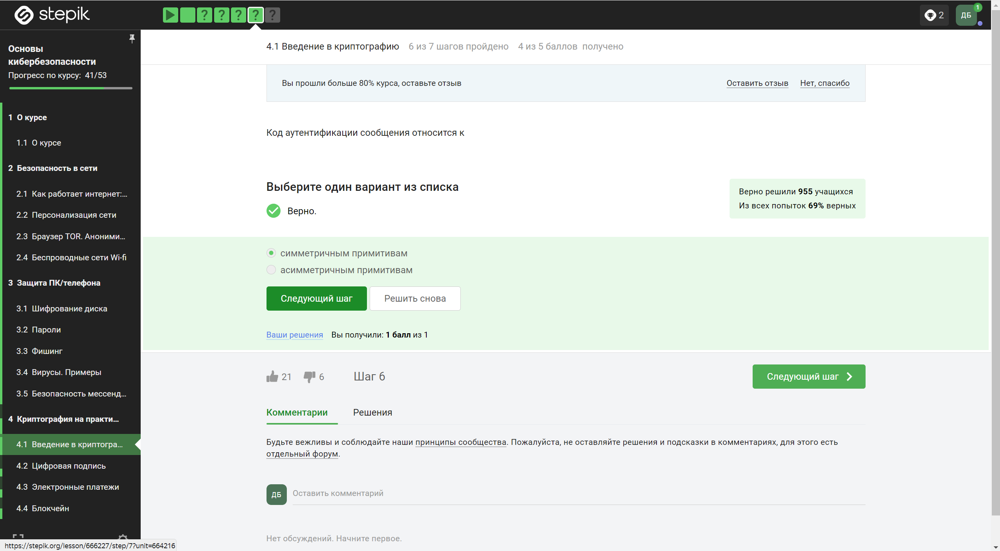 stepik
? ? ? ? ?
2
ДБ
1
Основы
кибербезопасности
Прогресс по курсу: 41/53
1 О курсе
1.1 О курсе
2 Безопасность в сети
2.1 Как работает интернет:...
2.2 Персонализация сети
2.3 Браузер TOR. Аноними...
2.4 Беспроводные сети Wi-fi
3 Защита ПК/телефона
3.1 Шифрование диска
3.2 Пароли
3.3 Фишинг
3.4 Вирусы. Примеры
3.5 Безопасность мессенд...
4 Криптография на практи...
4.1 Введение в криптогра...
4.2 Цифровая подпись
4.3 Электронные платежи
4.4 Блокчейн
https://stepik.org/lesson/666227/step/7?unit=664216
4.1 Введение в криптографию 6 из 7 шагов пройдено 4 из 5 баллов получено
Вы прошли больше 80% курса, оставьте отзыв Оставить отзыв Нет, спасибо
Код аутентификации сообщения относится к
Выберите один вариант из списка
Верно.
Верно решили 955 учащихся
Из всех попыток 69% верных
симметричным примитивам
асимметричным примитивам
Следующий шаг Решить снова
Ваши решения Вы получили: 1 балл из 1
21 6 Шаг 6 Следующий шаг
Комментарии Решения
Будьте вежливы и соблюдайте наши принципы сообщества. Пожалуйста, не оставляйте решения и подсказки в комментариях, для этого есть
отдельный форум.
ДБ Оставить комментарий
Нет обсуждений. Начните первое.